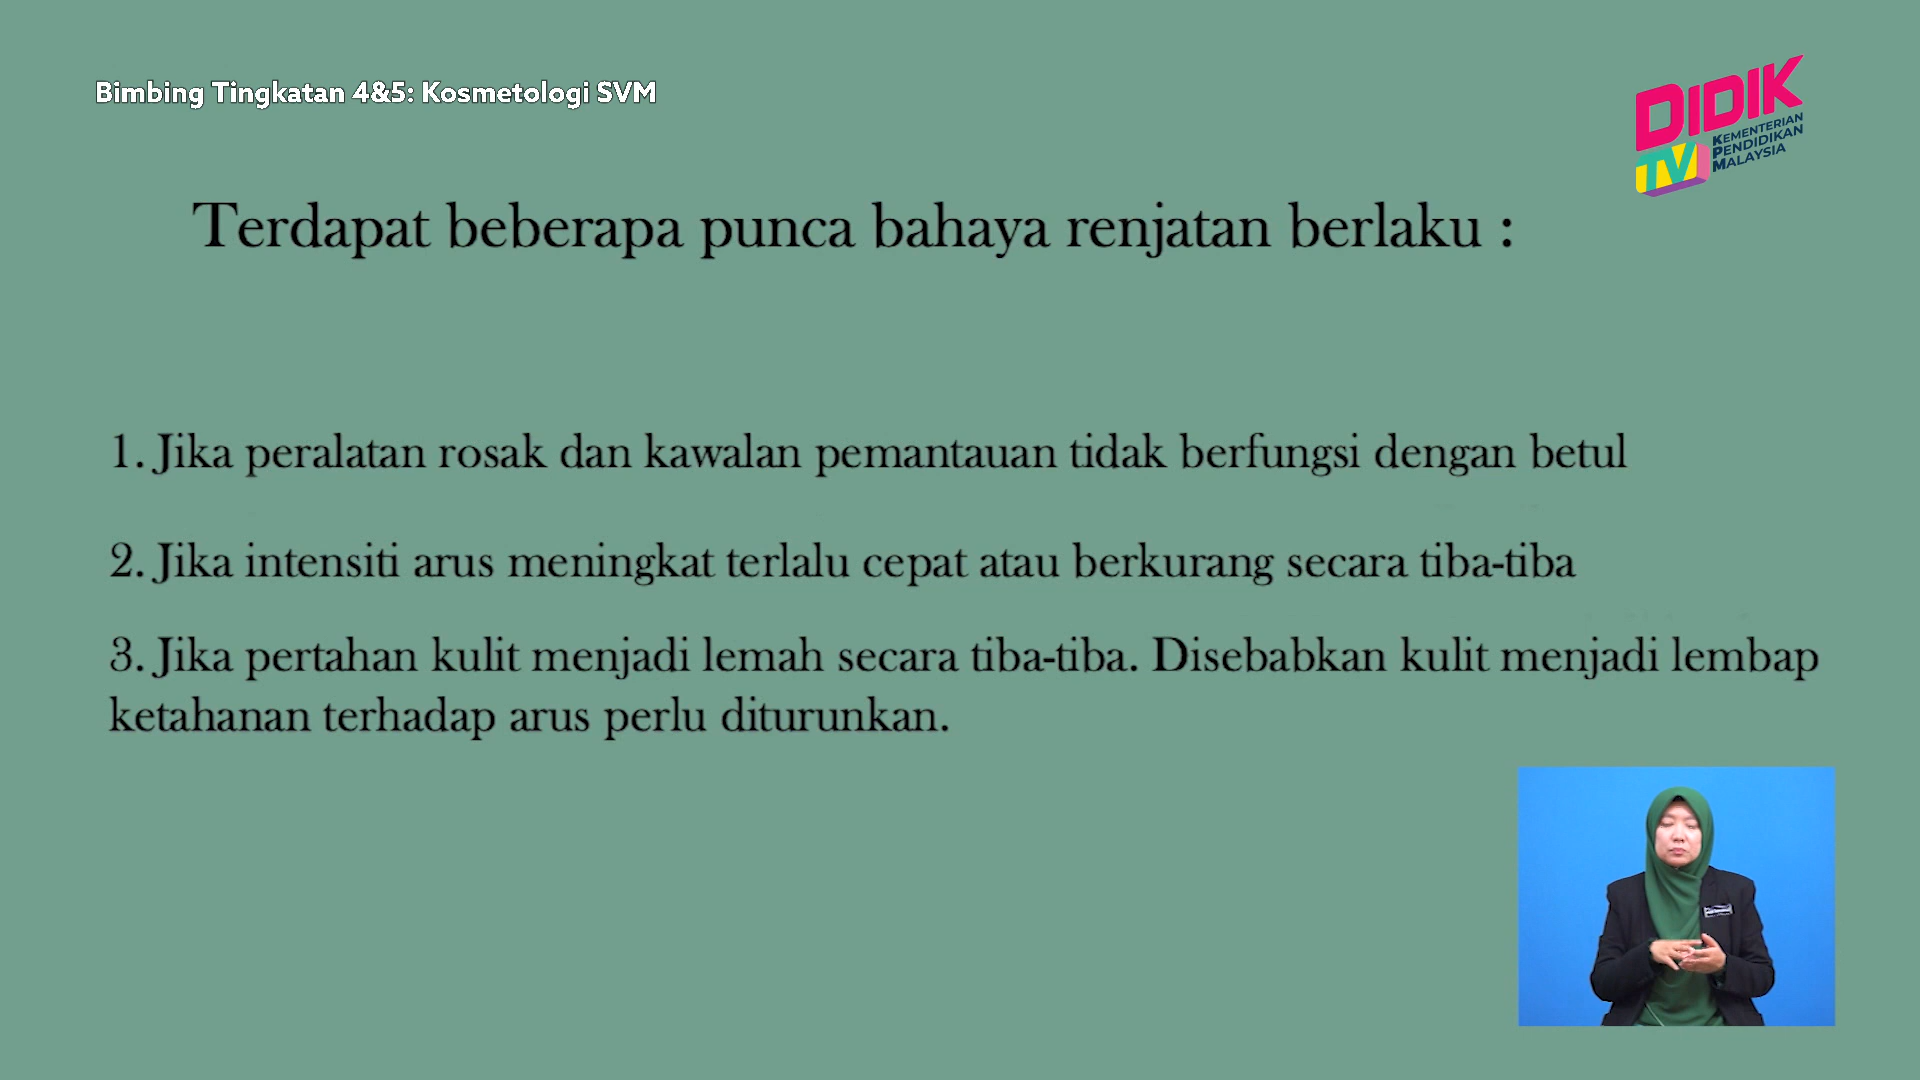 Bimbing Tingkatan 4&5: Kosmetologi SVM
DIDIK
TV
KEMENTERIAN
PENDIDIKAN
MALAYSIA
Terdapat beberapa punca bahaya renjatan berlaku :
1. Jika peralatan rosak dan kawalan pemantauan tidak berfungsi dengan betul
2. Jika intensiti arus meningkat terlalu cepat atau berkurang secara tiba-tiba
3. Jika pertahan kulit menjadi lemah secara tiba-tiba. Disebabkan kulit menjadi lembap
ketahanan terhadap arus perlu diturunkan.